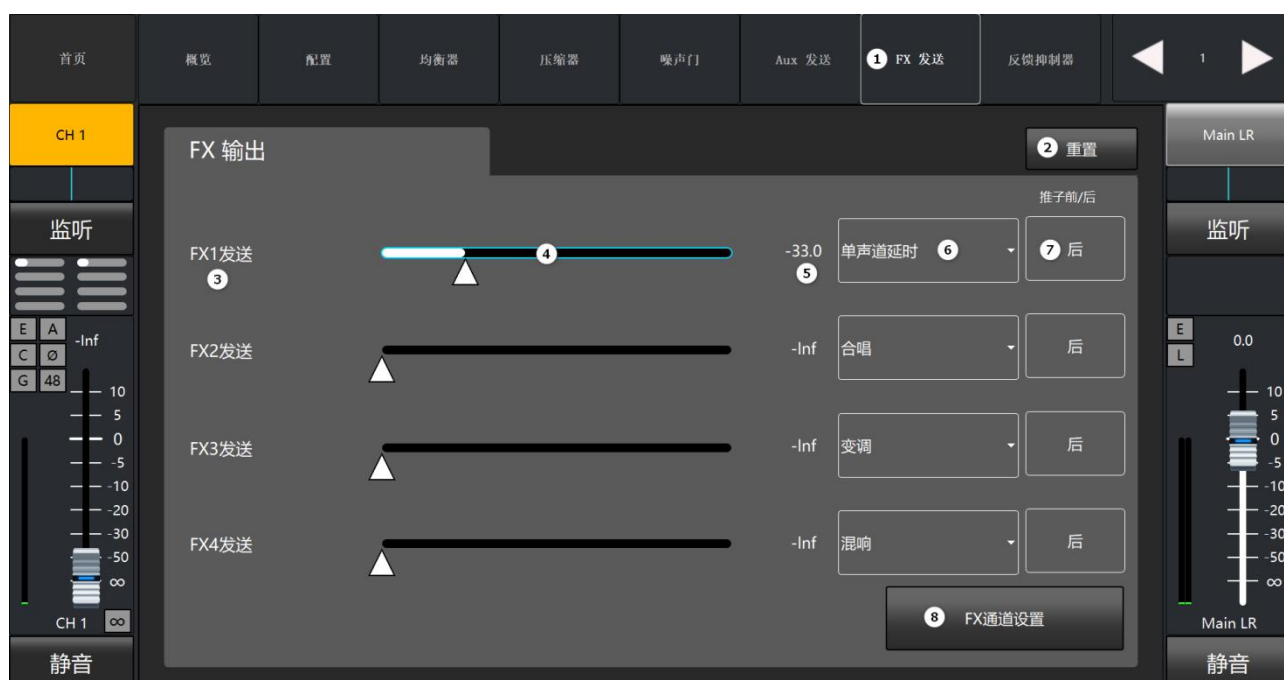 首页 概览 配置 均衡器 压缩器 噪声门 Aux 发送 1 FX 发送 反馈抑制器 1
CH 1
监听
E A -Inf
C Ø
G 48
10
5
0
-5
-10
-20
-30
-50
∞
CH 1 ∞
静音
FX 输出
2 重置
推子前/后
FX1发送 4 -33.0 单声道延时 6 7 后
3 5
FX2发送 -Inf 合唱 后
FX3发送 -Inf 变调 后
FX4发送 -Inf 混响 后
8 FX通道设置
Main LR
监听
E 0.0
L
10
5
0
-5
-10
-20
-30
-50
∞
Main LR
静音